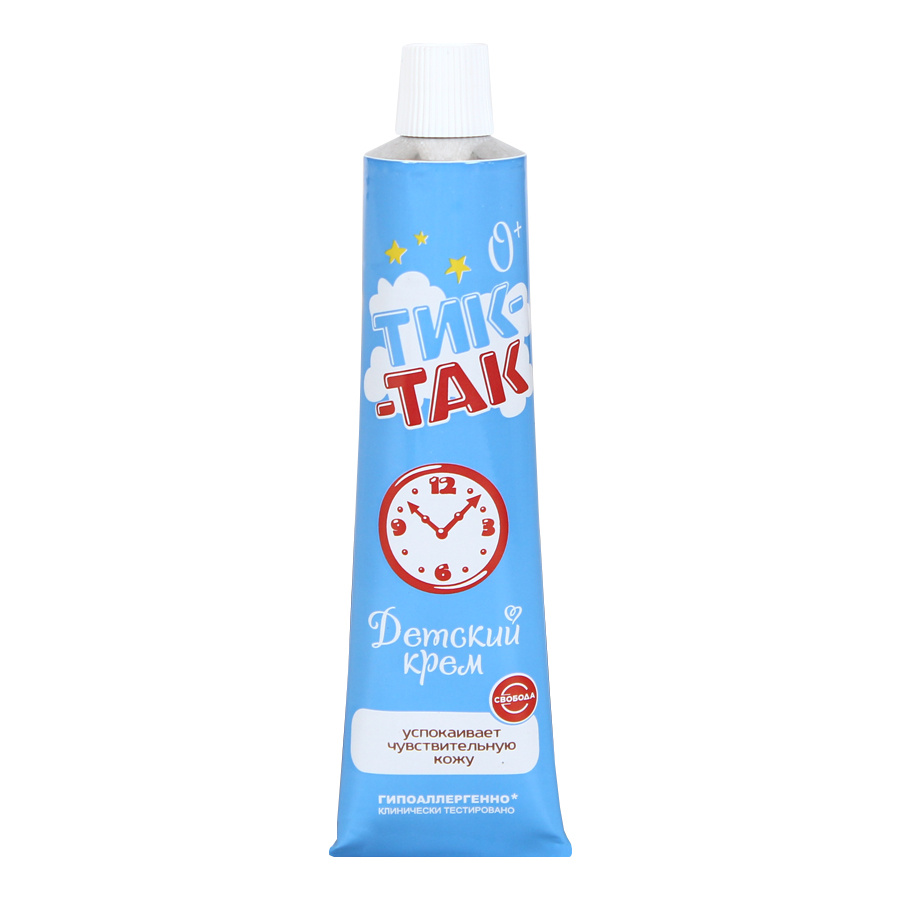 0+
ТИК-
-ТАК
12
9 3
6
Детский
крем
СВОБОДА
успокаивает
чувствительную
кожу
ГИПОАЛЛЕРГЕННО*
КЛИНИЧЕСКИ ТЕСТИРОВАНО